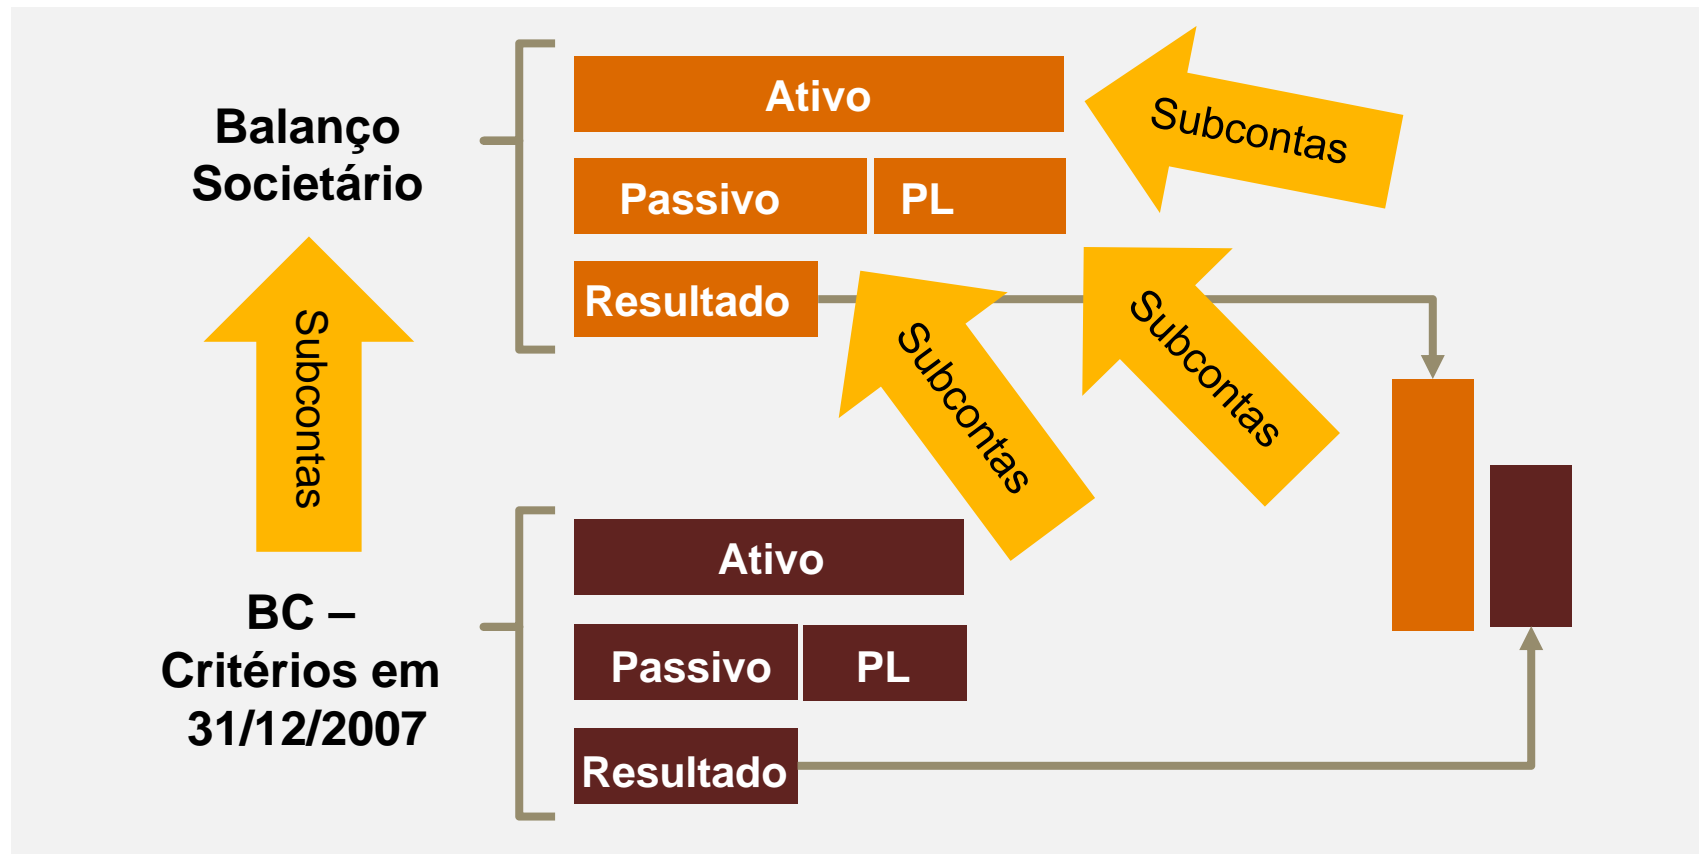 Balanço
Societário
Ativo
Subcontas
Passivo
PL
Resultado
Subcontas
Subcontas
Subcontas
BC –
Critérios em
31/12/2007
Ativo
Passivo
PL
Resultado